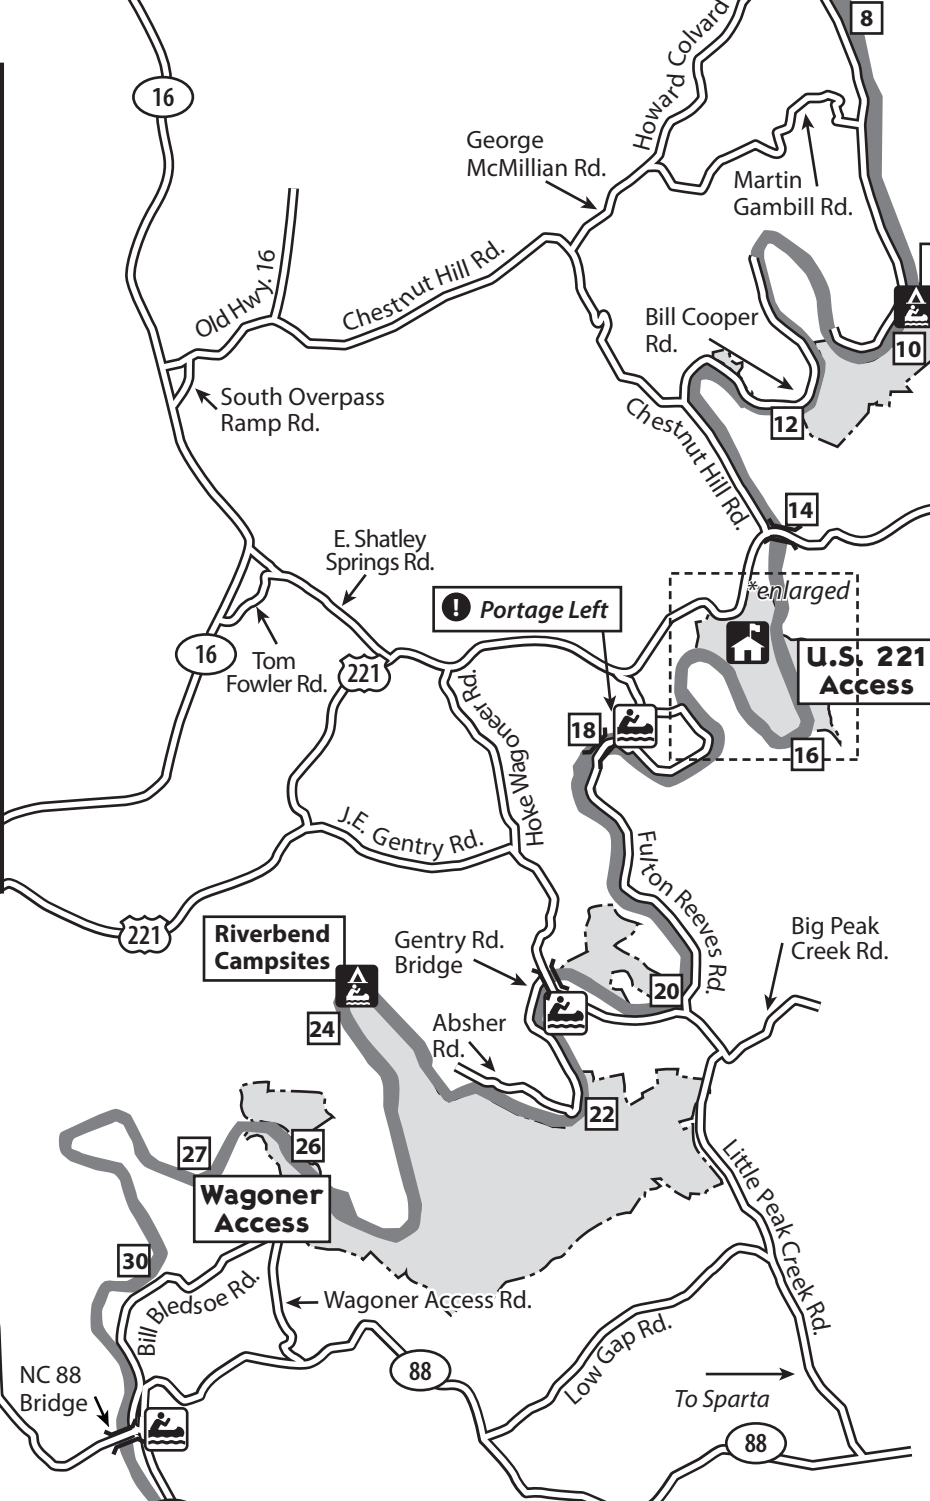 8
16
Howard Colvard
George
McMillian Rd.
Martin
Gambill Rd.
Old Hwy. 16
Chestnut Hill Rd.
Bill Cooper
Rd.
10
South Overpass
Ramp Rd.
12
Chestnut Hill Rd.
14
E. Shatley
Springs Rd.
*enlarged
! Portage Left
16
Tom
Fowler Rd.
221
U.S. 221
Access
Hoke Wagoneer Rd.
18
16
J.E. Gentry Rd.
Fulton Reeves Rd.
221
Riverbend
Campsites
Gentry Rd.
Bridge
Big Peak
Creek Rd.
20
24
Absher
Rd.
22
27
26
Wagoner
Access
Little Peak Creek Rd.
30
Bill Bledsoe Rd.
Wagoner Access Rd.
Low Gap Rd.
NC 88
Bridge
88
To Sparta
88